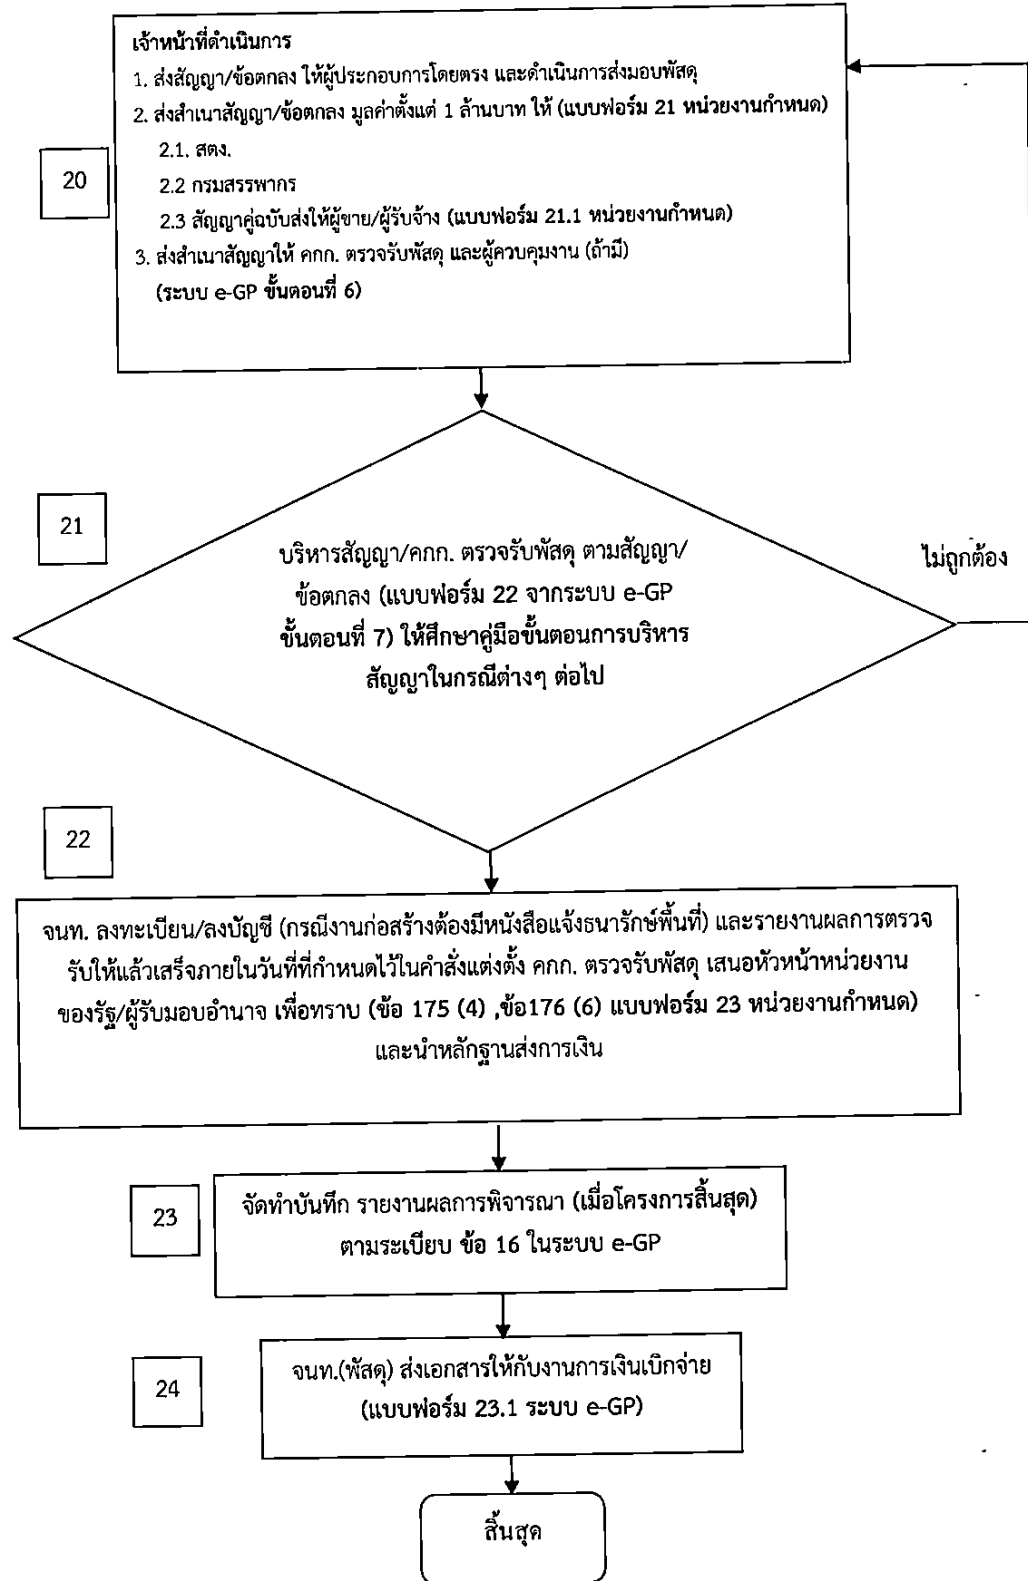 เจ้าหน้าที่ดำเนินการ
1. ส่งสัญญา/ข้อตกลง ให้ผู้ประกอบการโดยตรง และดำเนินการส่งมอบพัสดุ
2. ส่งสำเนาสัญญา/ข้อตกลง มูลค่าตั้งแต่ 1 ล้านบาท ให้ (แบบฟอร์ม 21 หน่วยงานกำหนด)
2.1. สตง.
20
2.2 กรมสรรพากร
2.3 สัญญาคู่ฉบับส่งให้ผู้ขาย/ผู้รับจ้าง (แบบฟอร์ม 21.1 หน่วยงานกำหนด)
3. ส่งสำเนาสัญญาให้ คกก. ตรวจรับพัสดุ และผู้ควบคุมงาน (ถ้ามี)
(ระบบ e-GP ขั้นตอนที่ 6)
21
บริหารสัญญา/คกก. ตรวจรับพัสดุ ตามสัญญา/
ข้อตกลง (แบบฟอร์ม 22 จากระบบ e-GP
ขั้นตอนที่ 7) ให้ศึกษาคู่มือขั้นตอนการบริหาร
สัญญาในกรณีต่างๆ ต่อไป
ไม่ถูกต้อง
22
จนท. ลงทะเบียน/ลงบัญชี (กรณีงานก่อสร้างต้องมีหนังสือแจ้งธนารักษ์พื้นที่) และรายงานผลการตรวจ
รับให้แล้วเสร็จภายในวันที่ที่กำหนดไว้ในคำสั่งแต่งตั้ง คกก. ตรวจรับพัสดุ เสนอหัวหน้าหน่วยงาน
ของรัฐ/ผู้รับมอบอำนาจ เพื่อทราบ (ข้อ 175 (4) ,ข้อ176 (6) แบบฟอร์ม 23 หน่วยงานกำหนด)
และนำหลักฐานส่งการเงิน
23
จัดทำบันทึก รายงานผลการพิจารณา (เมื่อโครงการสิ้นสุด)
ตามระเบียบ ข้อ 16 ในระบบ e-GP
24
จนท.(พัสดุ) ส่งเอกสารให้กับงานการเงินเบิกจ่าย
(แบบฟอร์ม 23.1 ระบบ e-GP)
สิ้นสุด